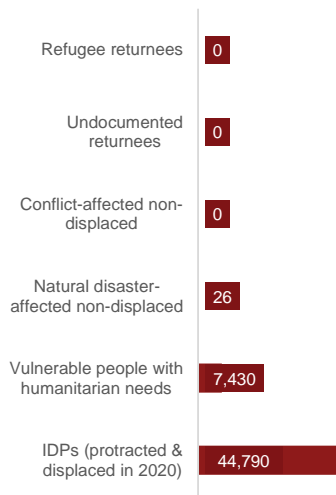 Refugee returnees
0
Undocumented
returnees
0
Conflict-affected non-
displaced
0
Natural disaster-
affected non-displaced
26
Vulnerable people with
humanitarian needs
7,430
IDPs (protracted &
displaced in 2020)
44,790